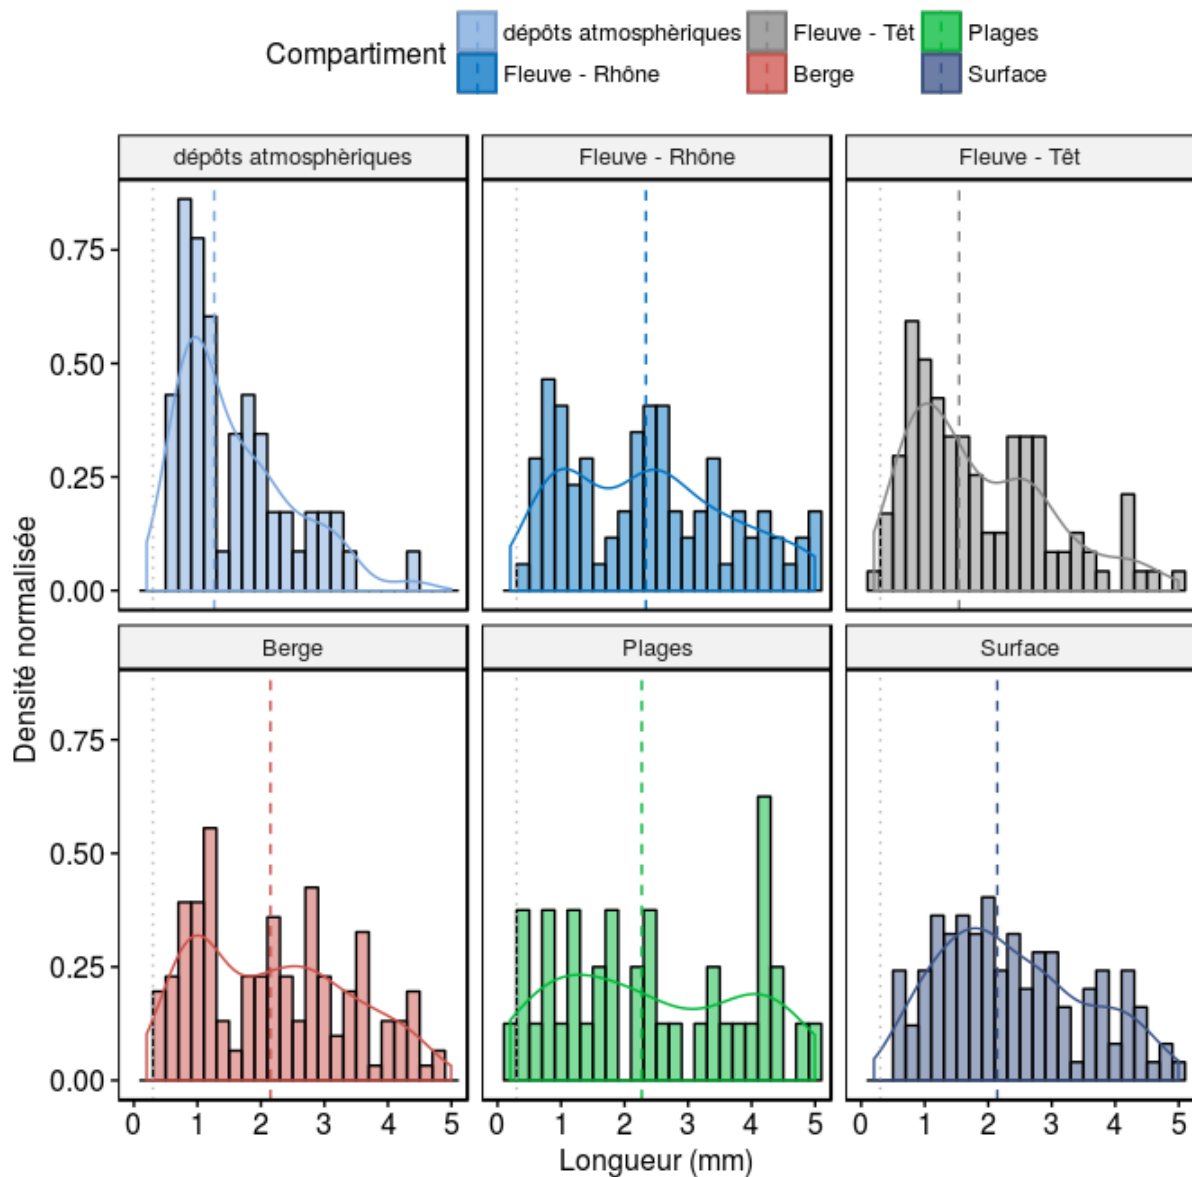 Compartiment
dépôts atmosphèriques Fleuve - Têt Plages
Fleuve - Rhône Berge Surface
dépôts atmosphèriques Fleuve - Rhône Fleuve - Têt
0.75
0.50
0.25
0.00
Densité normalisée
Berge Plages Surface
0.75
0.50
0.25
0.00
0 1 2 3 4 5 0 1 2 3 4 5 0 1 2 3 4 5
Longueur (mm)